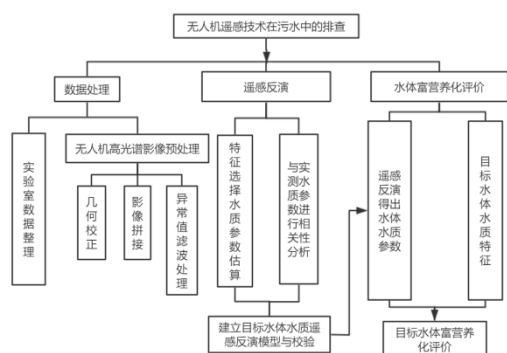 无人机遥感技术在污水中的排查
数据处理
遥感反演
水体富营养化评价
实验室数据整理
无人机高光谱影像预处理
几何校正
影像拼接
异常值滤波处理
特征选择水质参数估算
与实测水质参数进行相关性分析
遥感反演得出水体水质参数
目标水体水质特征
建立目标水体水质遥
感反演模型与校验
目标水体富营养
化评价